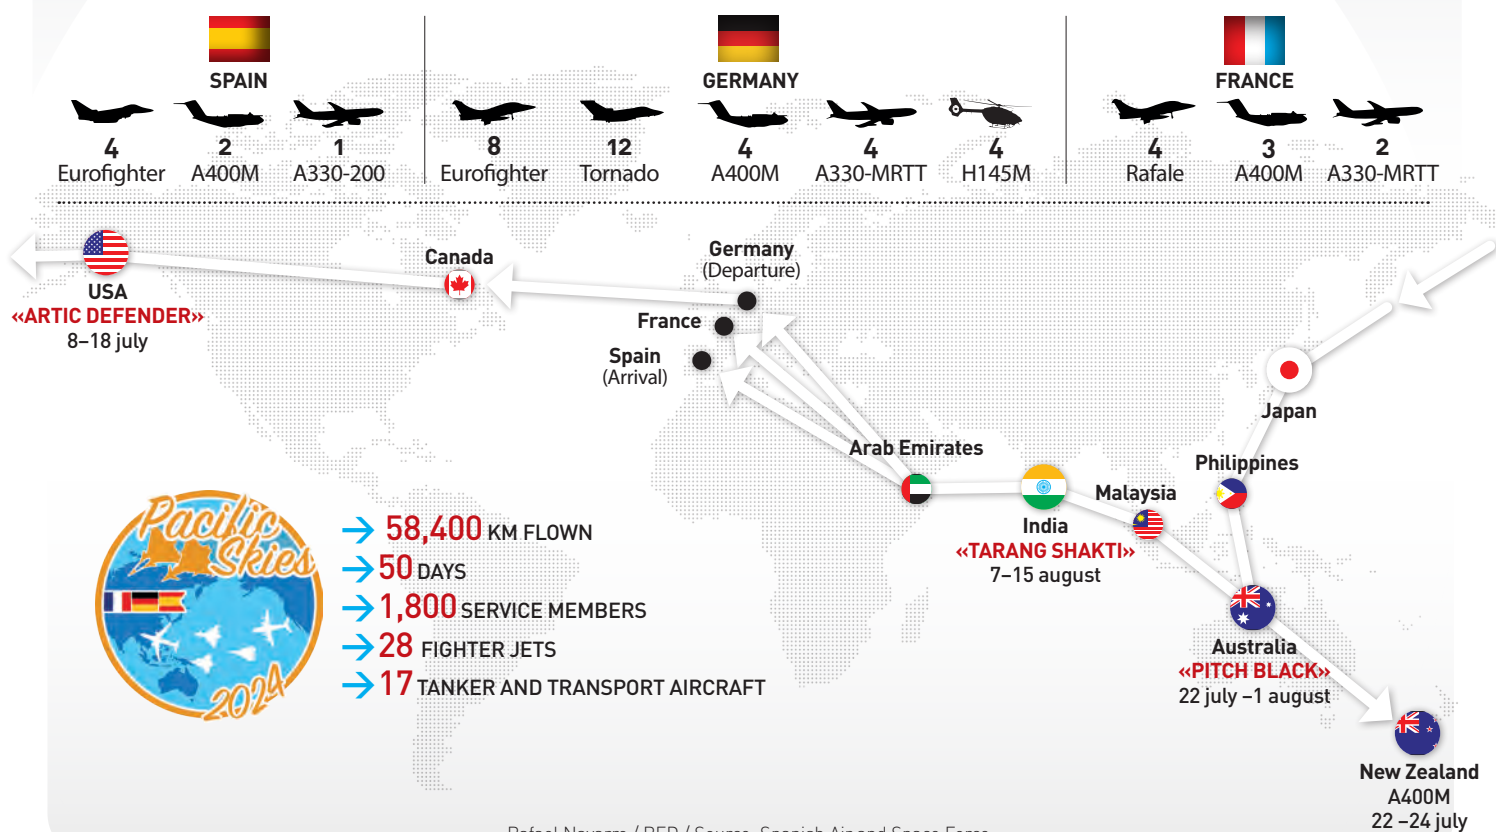 SPAIN
4
Eurofighter
2
A400M
1
A330-200
GERMANY
8
Eurofighter
12
Tornado
4
A400M
4
A330-MRTT
4
H145M
FRANCE
4
Rafale
3
A400M
2
A330-MRTT
USA
«ARTIC DEFENDER»
8–18 july
Canada
Germany
(Departure)
France
Spain
(Arrival)
Arab Emirates
India
«TARANG SHAKTI»
7–15 august
Malaysia
Philippines
Japan
Australia
«PITCH BLACK»
22 july –1 august
New Zealand
A400M
22 –24 july
Pacific
Skies
2024
58,400 KM FLOWN
50 DAYS
1,800 SERVICE MEMBERS
28 FIGHTER JETS
17 TANKER AND TRANSPORT AIRCRAFT